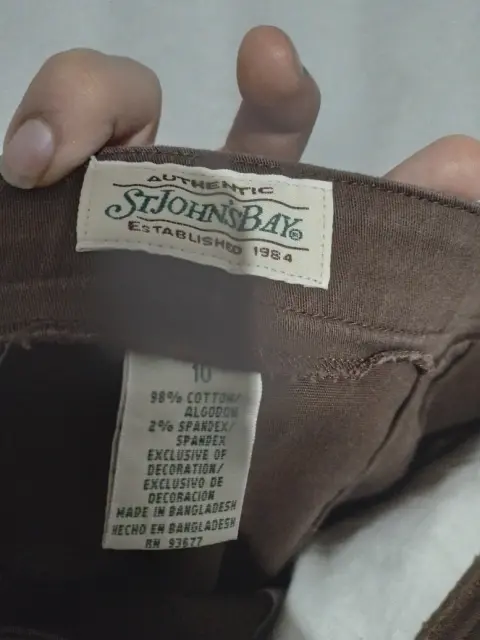 AUTHENTIC
ST.JOHN'SBAY®
ESTABLISHED 1984
10
98% COTTON/
ALGODON
2% SPANDEX/
SPANDEX
EXCLUSIVE OF
DECORATION/
EXCLUSIVO DE
DECORACION
MADE IN BANGLADESH
HECHO EN BANGLADESH
RN 93677